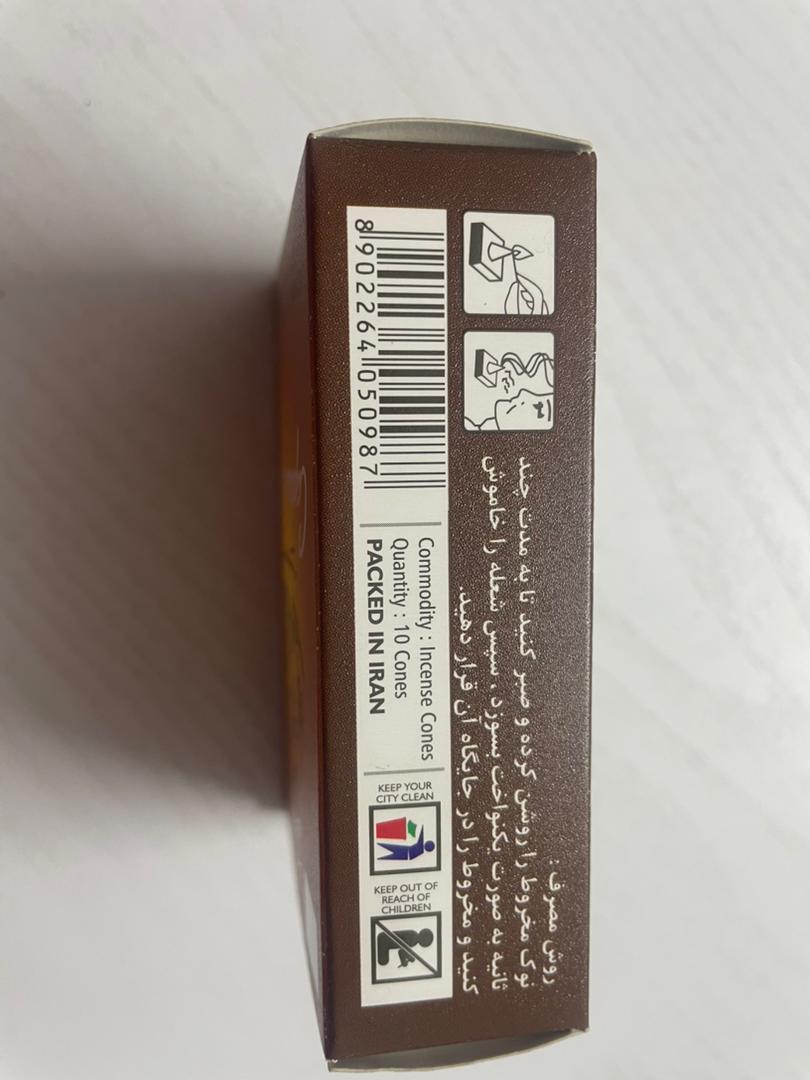 روش مصرف :
نوک مخروط را روشن کرده و صبر کنید تا به مدت چند
ثانیه به صورت یکنواخت بسوزد ، سپس شعله را خاموش
کنید و مخروط را در جایگاه آن قرار دهید.
8902264050987
Commodity : Incense Cones
Quantity : 10 Cones
PACKED IN IRAN
KEEP YOUR
CITY CLEAN
KEEP OUT OF
REACH OF
CHILDREN